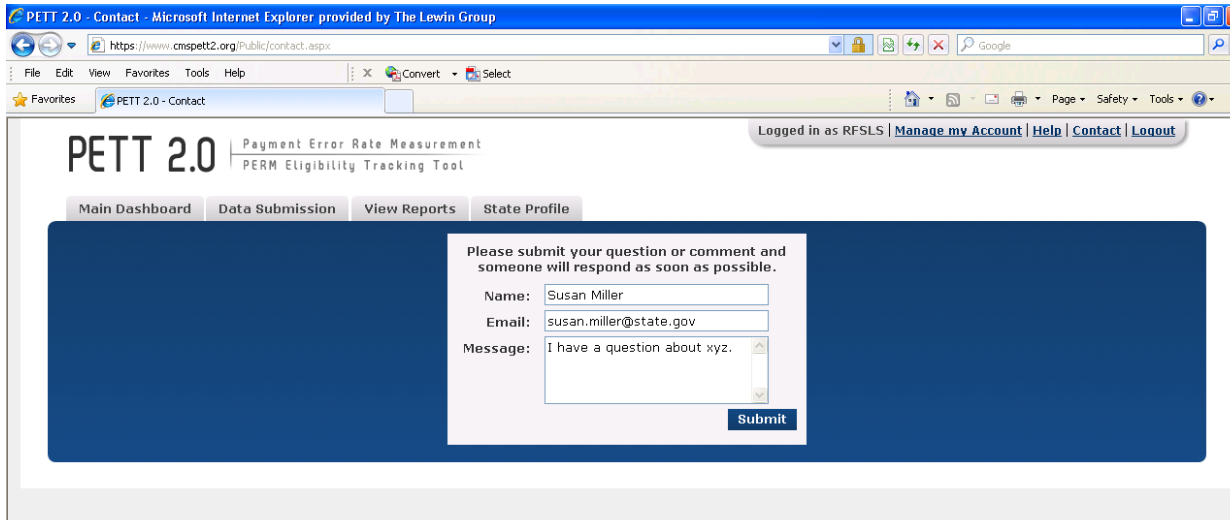 PETT 2.0 - Contact - Microsoft Internet Explorer provided by The Lewin Group
https://www.cmspett2.org/Public/contact.aspx
Google
File Edit View Favorites Tools Help
X Convert Select
Favorites PETT 2.0 - Contact
Page Safety Tools
Logged in as RFSLS | Manage my Account | Help | Contact | Logout
PETT 2.0
Payment Error Rate Measurement
PERM Eligibility Tracking Tool
Main Dashboard Data Submission View Reports State Profile
Please submit your question or comment and
someone will respond as soon as possible.
Name: Susan Miller
Email: susan.miller@state.gov
Message: I have a question about xyz.
Submit